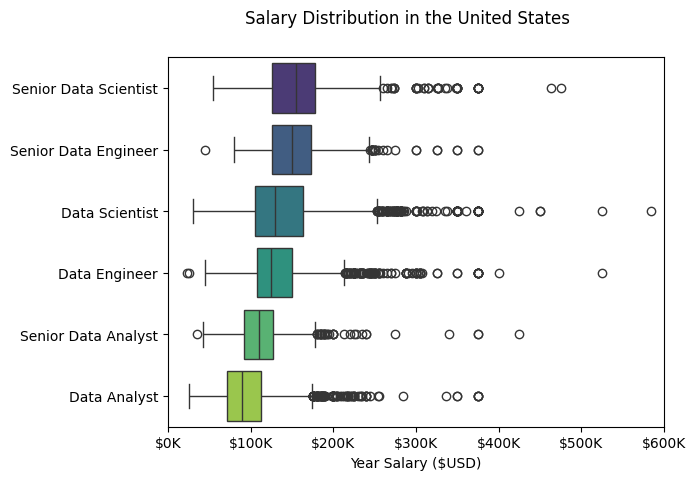 Salary Distribution in the United States
Senior Data Scientist
Senior Data Engineer
Data Scientist
Data Engineer
Senior Data Analyst
Data Analyst
$0K $100K $200K $300K $400K $500K $600K
Year Salary ($USD)